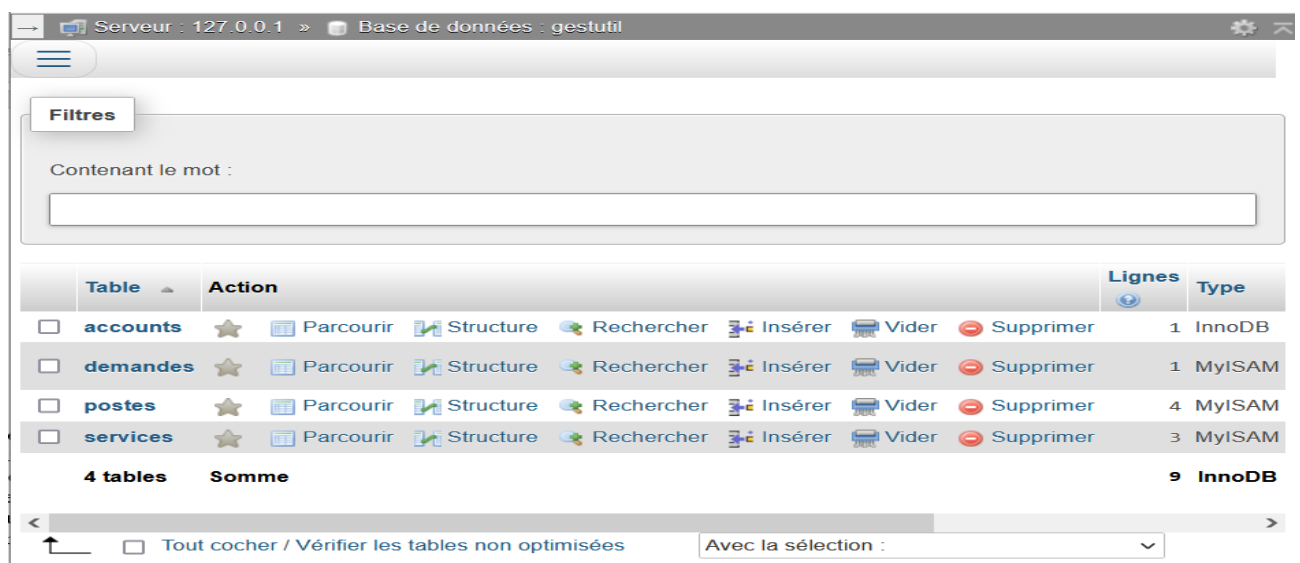 Serveur : 127.0.0.1 » Base de données : gestutil
Filtres
Contenant le mot :
Table Action Lignes Type
accounts Parcourir Structure Rechercher Insérer Vider Supprimer 1 InnoDB
demandes Parcourir Structure Rechercher Insérer Vider Supprimer 1 MyISAM
postes Parcourir Structure Rechercher Insérer Vider Supprimer 4 MyISAM
services Parcourir Structure Rechercher Insérer Vider Supprimer 3 MyISAM
4 tables Somme 9 InnoDB
Tout cocher / Vérifier les tables non optimisées Avec la sélection :